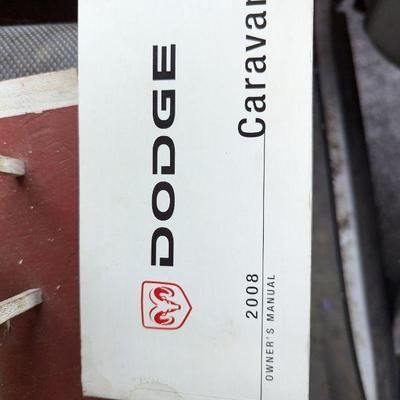 DODGE
Caravan
2008
OWNER'S MANUAL